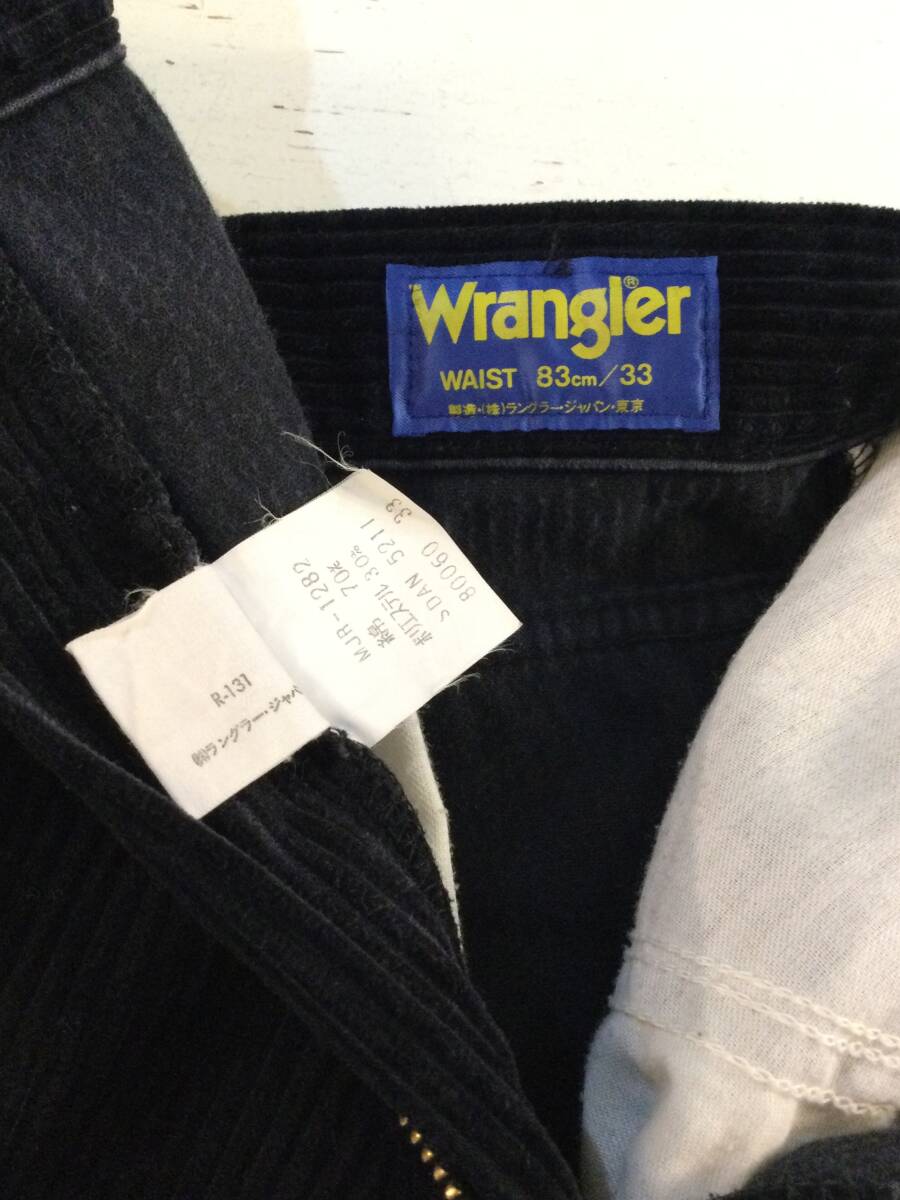 Wrangler®
WAIST 83cm/33
製造・(株)ラングラー・ジャパン・東京
MJR-1282
綿 70%
ポリエステル 30%
SDAN 5211
80060 33
R-131
㈱ラングラー・ジャパ